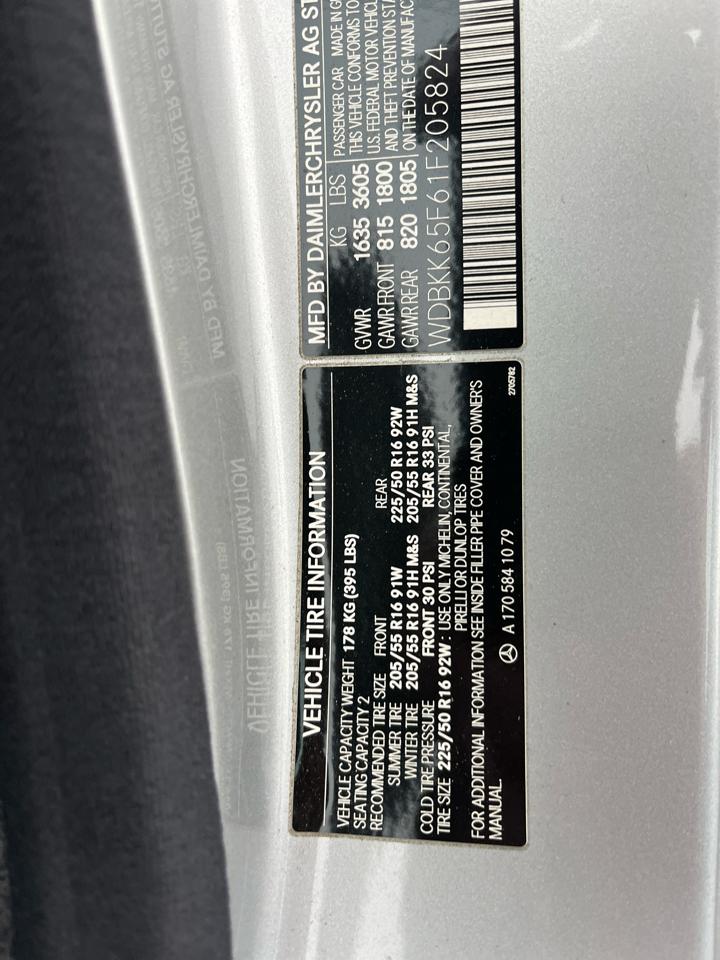 VEHICLE TIRE INFORMATION
VEHICLE CAPACITY WEIGHT 178 KG (395 LBS)
SEATING CAPACITY 2
RECOMMENDED TIRE SIZE FRONT REAR
SUMMER TIRE 205/55 R16 91W 225/50 R16 92W
WINTER TIRE 205/55 R16 91H M&S 205/55 R16 91H M&S
COLD TIRE PRESSURE FRONT 30 PSI REAR 33 PSI
TIRE SIZE 225/50 R16 92W : USE ONLY MICHELIN, CONTINENTAL,
PIRELLI OR DUNLOP TIRES
FOR ADDITIONAL INFORMATION SEE INSIDE FILLER PIPE COVER AND OWNER'S
MANUAL.
A 170 584 10 79
2705782
MFD BY DAIMLERCHRYSLER AG ST
KG LBS
GVWR 1635 3605
GAWR FRONT 815 1800
GAWR REAR 820 1805
PASSENGER CAR MADE IN
THIS VEHICLE CONFORMS TO
U.S. FEDERAL MOTOR VEHICL
AND THEFT PREVENTION STA
ON THE DATE OF MANUFAC
WDBKK65F61F205824